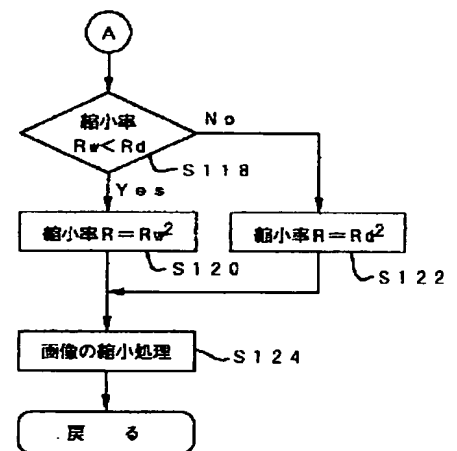 A
縮小率
Rw<Rd
No
S118
Yes
縮小率R=Rw²
縮小率R=Rd²
S120
S122
画像の縮小処理
S124
戻る